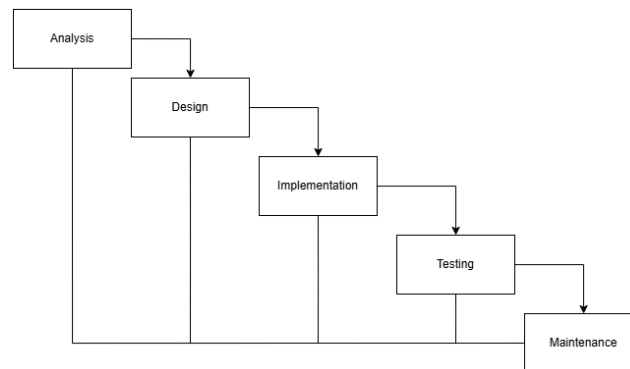 Analysis
Design
Implementation
Testing
Maintenance